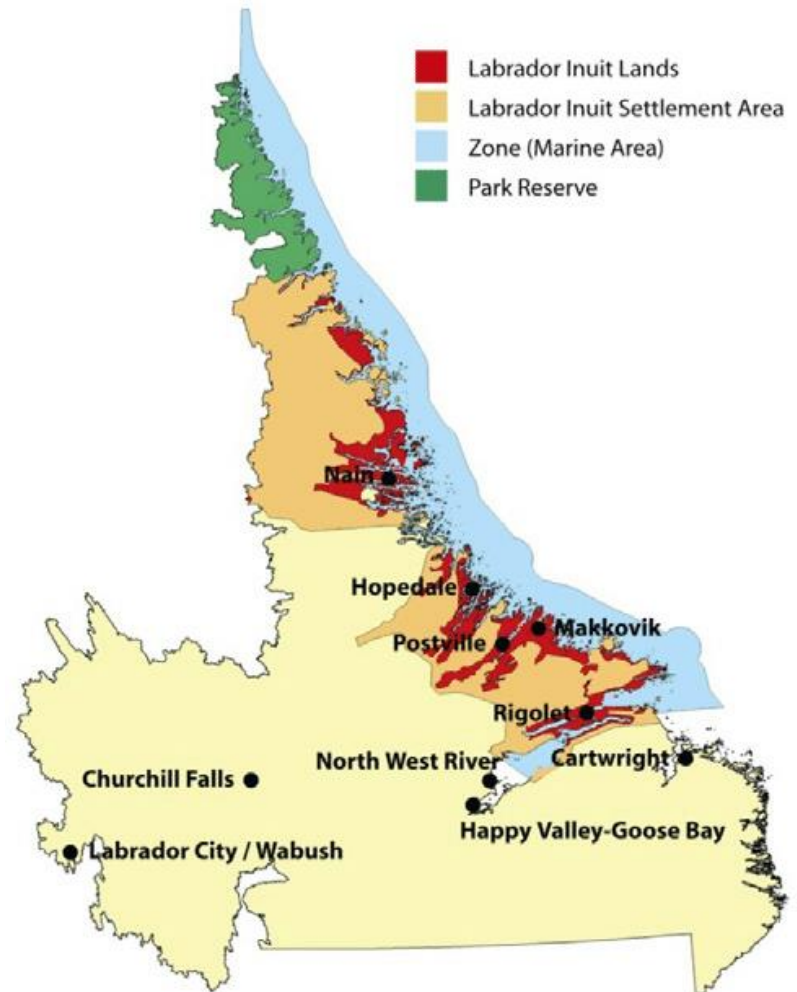 Labrador Inuit Lands
Labrador Inuit Settlement Area
Zone (Marine Area)
Park Reserve
Nain
Hopedale
Makkovik
Postville
Rigolet
North West River
Cartwright
Churchill Falls
Happy Valley-Goose Bay
Labrador City / Wabush